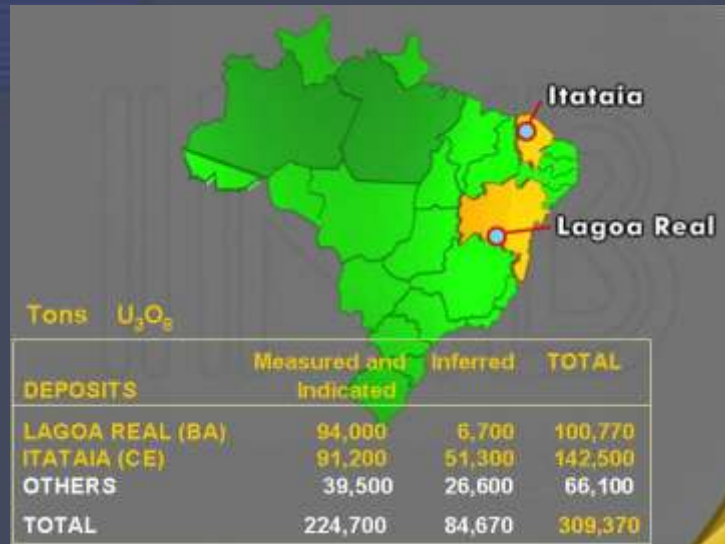 Itataia
Lagoa Real
Tons U₃O₈
DEPOSITS Measured and Indicated Inferred TOTAL
LAGOA REAL (BA) 94,000 6,700 100,770
ITATAIA (CE) 91,200 51,300 142,500
OTHERS 39,500 26,600 66,100
TOTAL 224,700 84,670 309,370